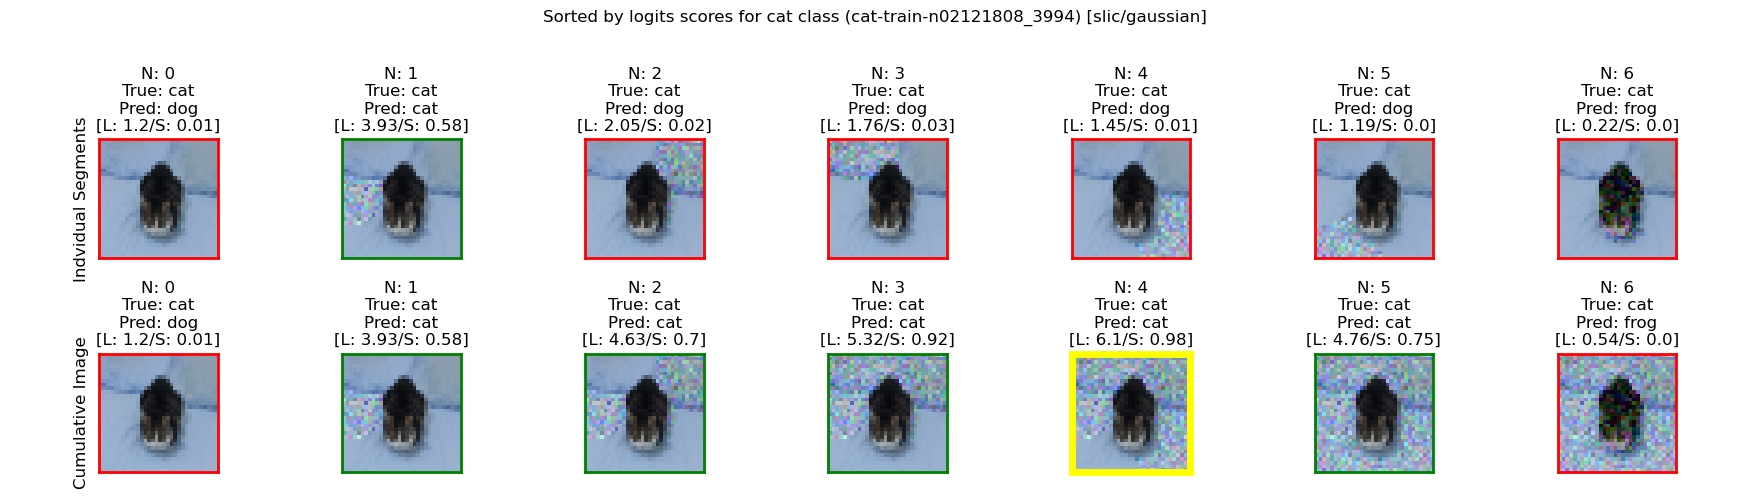 Sorted by logits scores for cat class (cat-train-n02121808_3994) [slic/gaussian]
Indvidual Segments
N: 0
True: cat
Pred: dog
[L: 1.2/S: 0.01]
N: 1
True: cat
Pred: cat
[L: 3.93/S: 0.58]
N: 2
True: cat
Pred: dog
[L: 2.05/S: 0.02]
N: 3
True: cat
Pred: dog
[L: 1.76/S: 0.03]
N: 4
True: cat
Pred: dog
[L: 1.45/S: 0.01]
N: 5
True: cat
Pred: dog
[L: 1.19/S: 0.0]
N: 6
True: cat
Pred: frog
[L: 0.22/S: 0.0]
Cumulative Image
N: 0
True: cat
Pred: dog
[L: 1.2/S: 0.01]
N: 1
True: cat
Pred: cat
[L: 3.93/S: 0.58]
N: 2
True: cat
Pred: cat
[L: 4.63/S: 0.7]
N: 3
True: cat
Pred: cat
[L: 5.32/S: 0.92]
N: 4
True: cat
Pred: cat
[L: 6.1/S: 0.98]
N: 5
True: cat
Pred: cat
[L: 4.76/S: 0.75]
N: 6
True: cat
Pred: frog
[L: 0.54/S: 0.0]